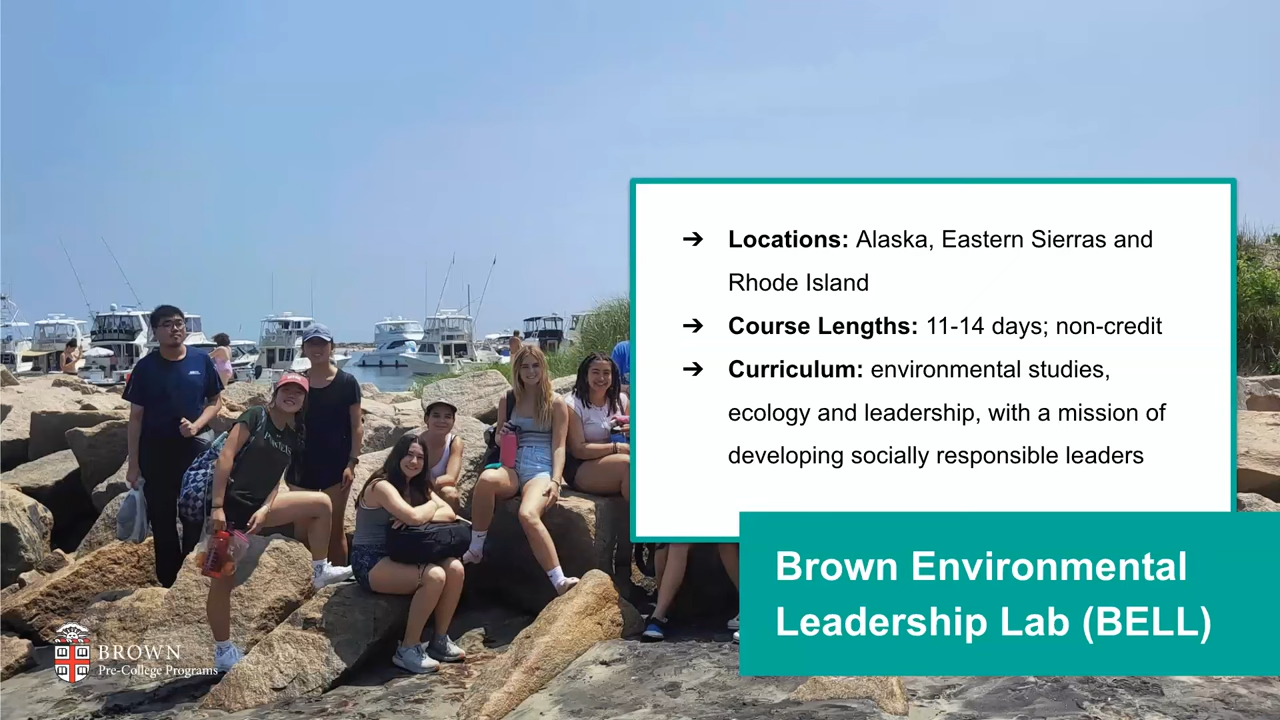 ➔ Locations: Alaska, Eastern Sierras and
Rhode Island
➔ Course Lengths: 11-14 days; non-credit
➔ Curriculum: environmental studies,
ecology and leadership, with a mission of
developing socially responsible leaders
Brown Environmental
Leadership Lab (BELL)
BROWN
Pre-College Programs